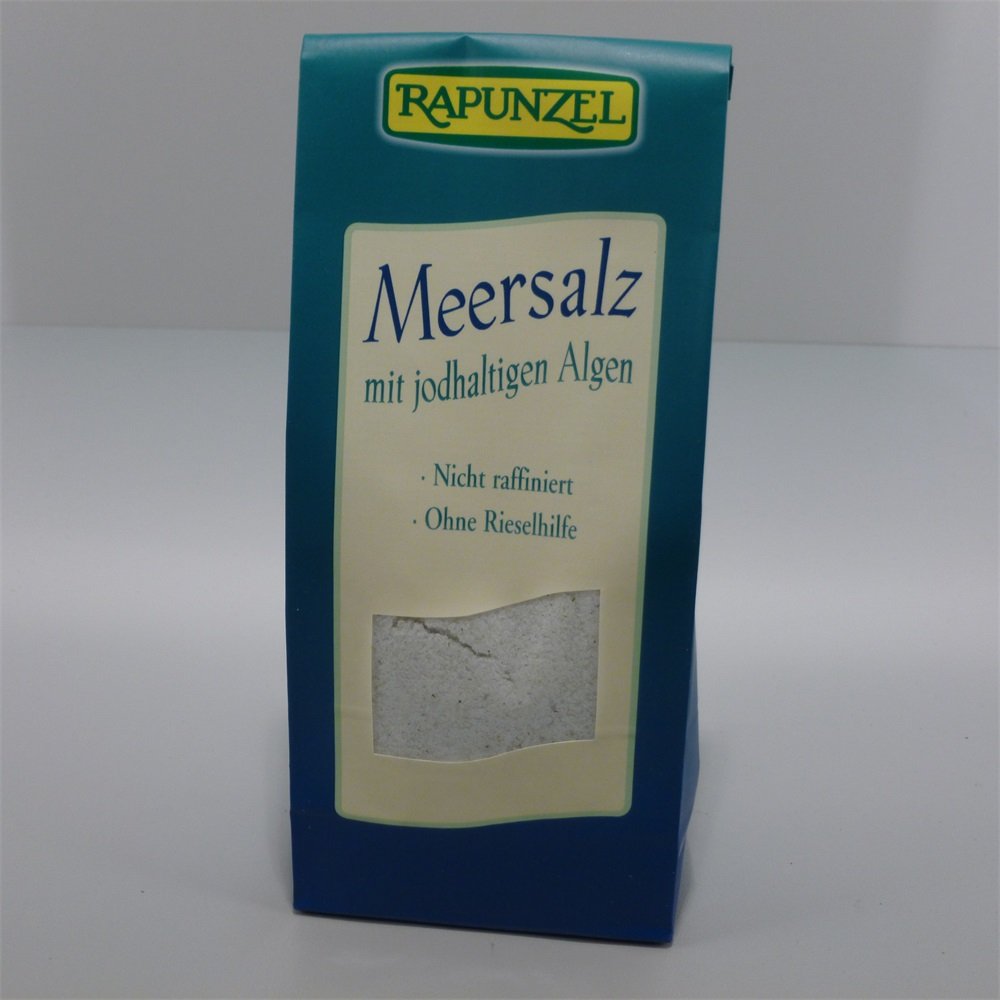 RAPUNZEL
Meersalz
mit jodhaltigen Algen
· Nicht raffiniert
· Ohne Rieselhilfe